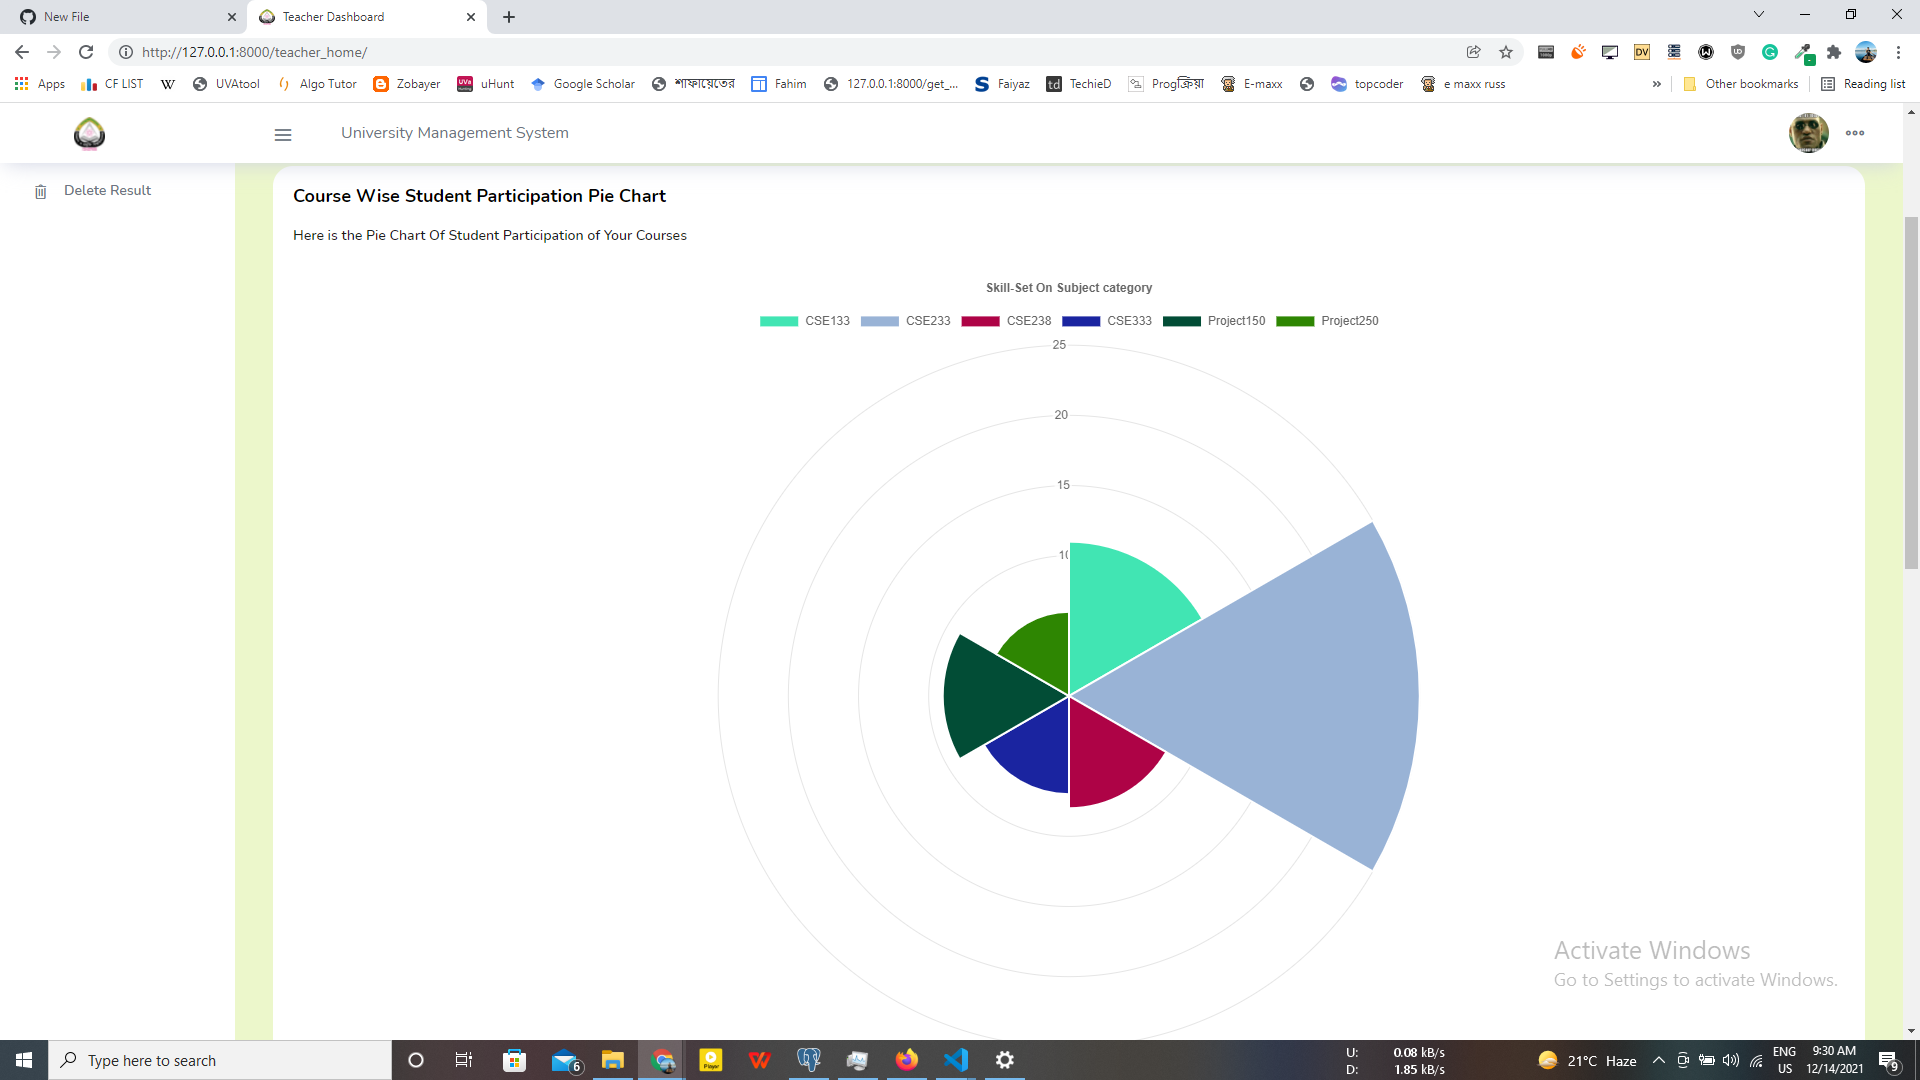 New File
Teacher Dashboard
http://127.0.0.1:8000/teacher_home/
Apps CF LIST W UVAtool Algo Tutor Zobayer uHunt Google Scholar শাফায়েতের Fahim 127.0.0.1:8000/get_... Faiyaz TechieD Progক্রিয়া E-maxx topcoder e maxx russ » Other bookmarks Reading list
University Management System
Delete Result
Course Wise Student Participation Pie Chart
Here is the Pie Chart Of Student Participation of Your Courses
Skill-Set On Subject category
CSE133 CSE233 CSE238 CSE333 Project150 Project250
25
20
15
10
Activate Windows
Go to Settings to activate Windows.
Type here to search
6
Player
U: 0.08 kB/s
D: 1.85 kB/s
21°C Haze
ENG
US
9:30 AM
12/14/2021
9